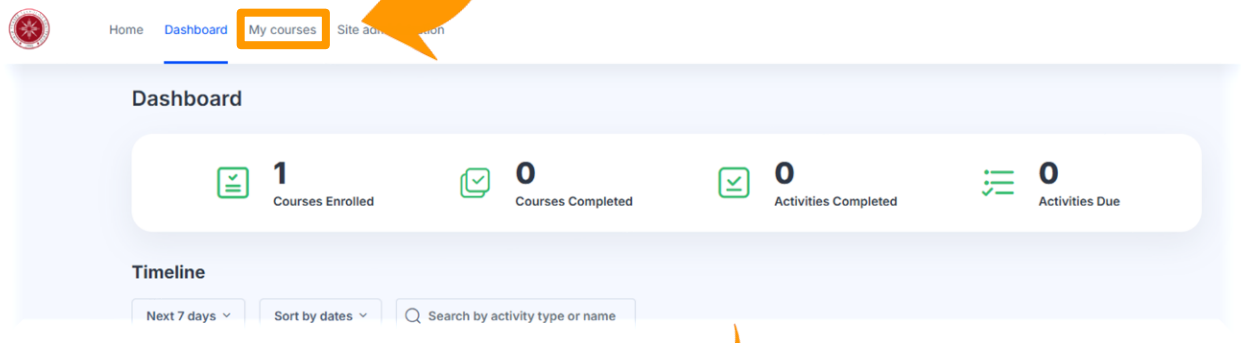 Home Dashboard My courses Site
Dashboard
1 0 0 0
Courses Enrolled Courses Completed Activities Completed Activities Due
Timeline
Next 7 days Sort by dates Search by activity type or name